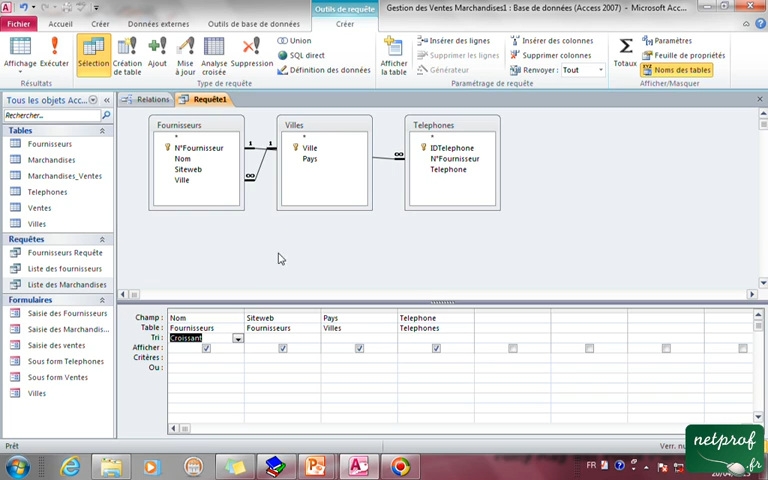 Outils de requête
Gestion des Ventes Marchandises1 : Base de données (Access 2007) - Microsoft Acc...
Fichier
Accueil
Créer
Données externes
Outils de base de données
Créer
Affichage
Exécuter
Résultats
Sélection
Création de table
Ajout
Mise à jour
Analyse croisée
Suppression
Union
SQL direct
Définition des données
Type de requête
Afficher la table
Insérer des lignes
Supprimer les lignes
Générateur
Insérer des colonnes
Supprimer colonnes
Renvoyer : Tout
Paramétrage de requête
Totaux
Paramètres
Feuille de propriétés
Noms des tables
Afficher/Masquer
Tous les objets Acc...
Rechercher...
Tables
Fournisseurs
Marchandises
Marchandises_Ventes
Telephones
Ventes
Villes
Requêtes
Fournisseurs Requête
Liste des fournisseurs
Liste des Marchandises
Formulaires
Saisie des Fournisseurs
Saisie des Marchandis...
Saisie des ventes
Sous form Telephones
Sous form Ventes
Villes
Relations
Requête1
Fournisseurs
*
N°Fournisseur
Nom
Siteweb
Ville
1
∞
1
Villes
*
Ville
Pays
∞
Telephones
*
IDTelephone
N°Fournisseur
Telephone
Champ : Nom Siteweb Pays Telephone
Table : Fournisseurs Fournisseurs Villes Telephones
Tri : Croissant
Afficher :
Critères :
Ou :
Prêt
FR
netprof
.fr